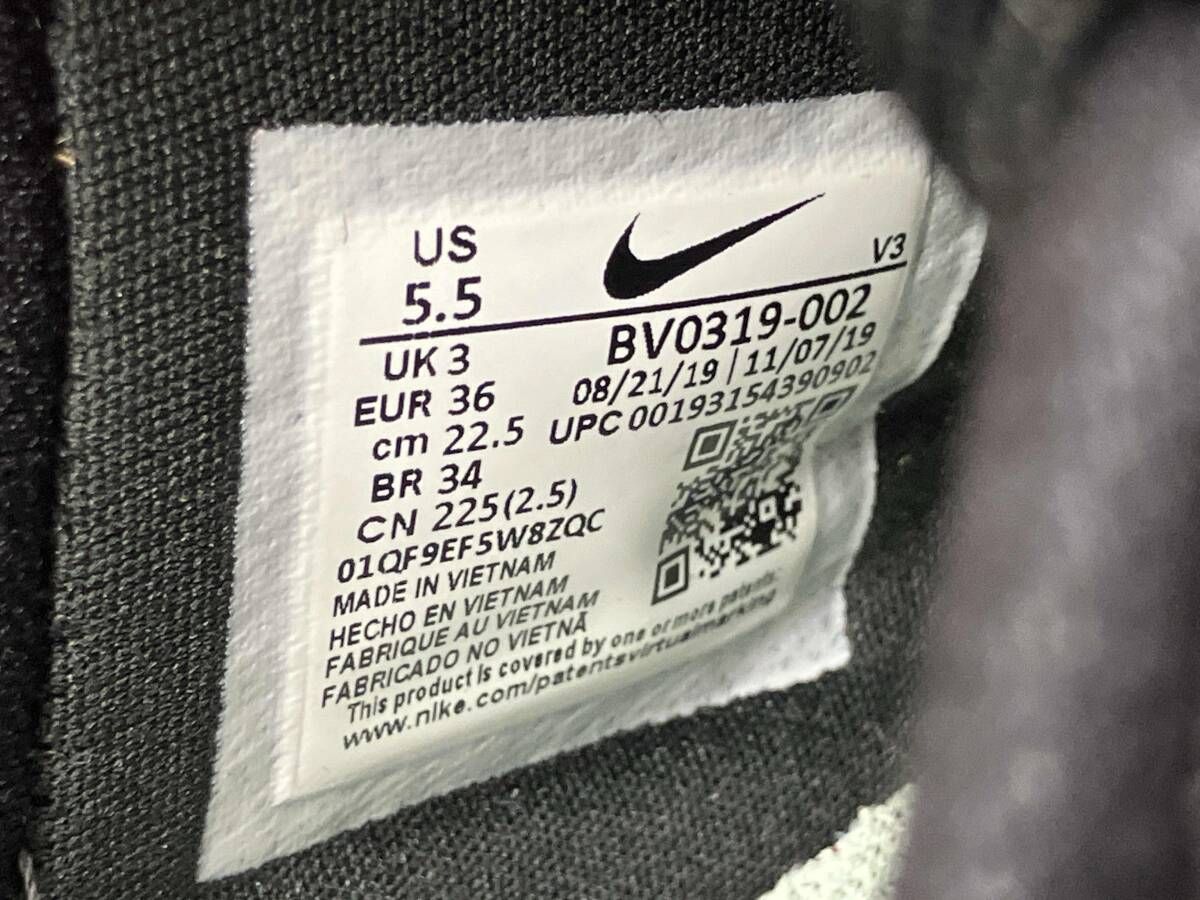 US
5.5
V3
UK 3
EUR 36
cm 22.5
BR 34
CN 225(2.5)
BV0319-002
08/21/19 | 11/07/19
UPC 00193154390902
01QF9EF5W8ZQC
MADE IN VIETNAM
HECHO EN VIETNAM
FABRIQUE AU VIETNAM
FABRICADO NO VIETNÃ
This product is covered by one or more patents.
www.nike.com/patentsvirtualmarking